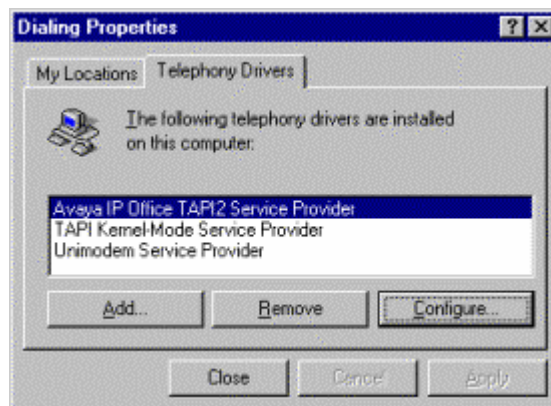 Dialing Properties
My Locations
Telephony Drivers
The following telephony drivers are installed
on this computer:
Avaya IP Office TAPI2 Service Provider
TAPI Kernel-Mode Service Provider
Unimodem Service Provider
Add... Remove Configure...
Close Cancel Apply